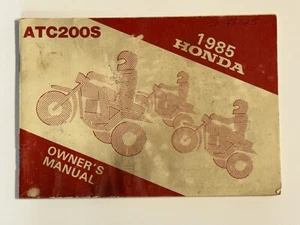 ATC200S
1985
HONDA
OWNER'S
MANUAL